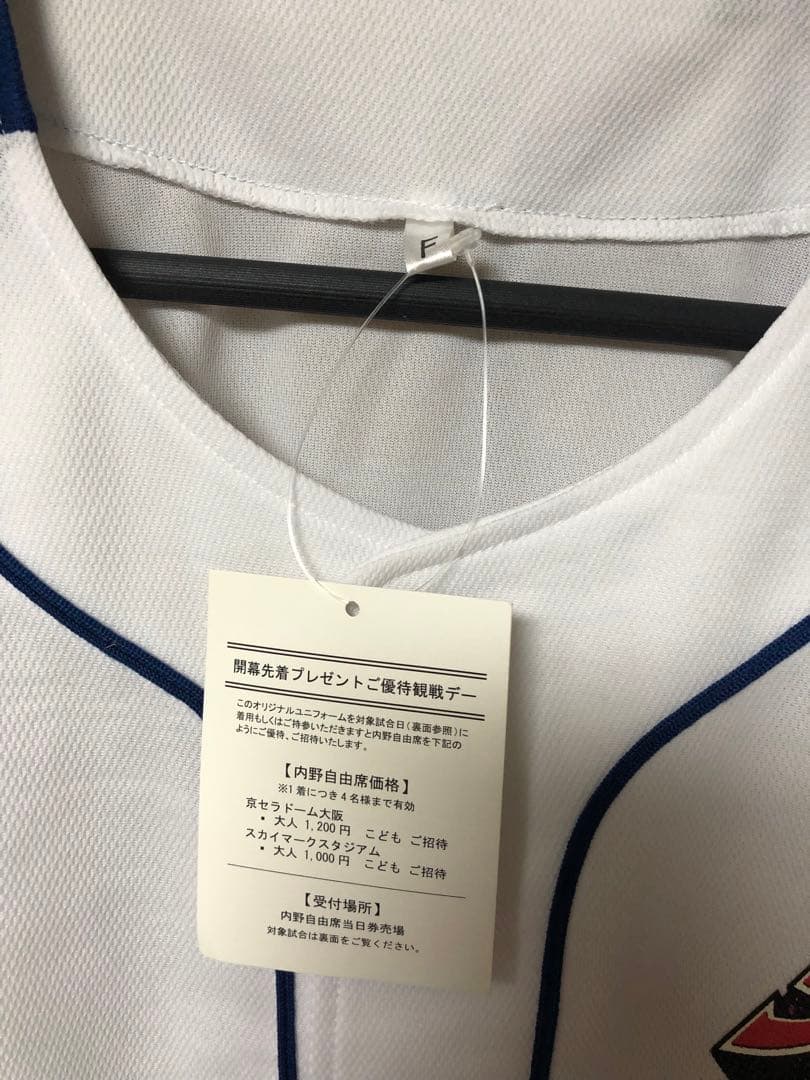 F
開幕先着プレゼントご優待観戦デー
このオリジナルユニフォームを対象試合日(裏面参照)に
着用もしくはご持参いただきますと内野自由席を下記の
ようにご優待、ご招待いたします。
【内野自由席価格】
※1着につき4名様まで有効
京セラドーム大阪
・大人 1,200円 こども ご招待
スカイマークスタジアム
・大人 1,000円 こども ご招待
【受付場所】
内野自由席当日券売場
対象試合は裏面をご覧ください。